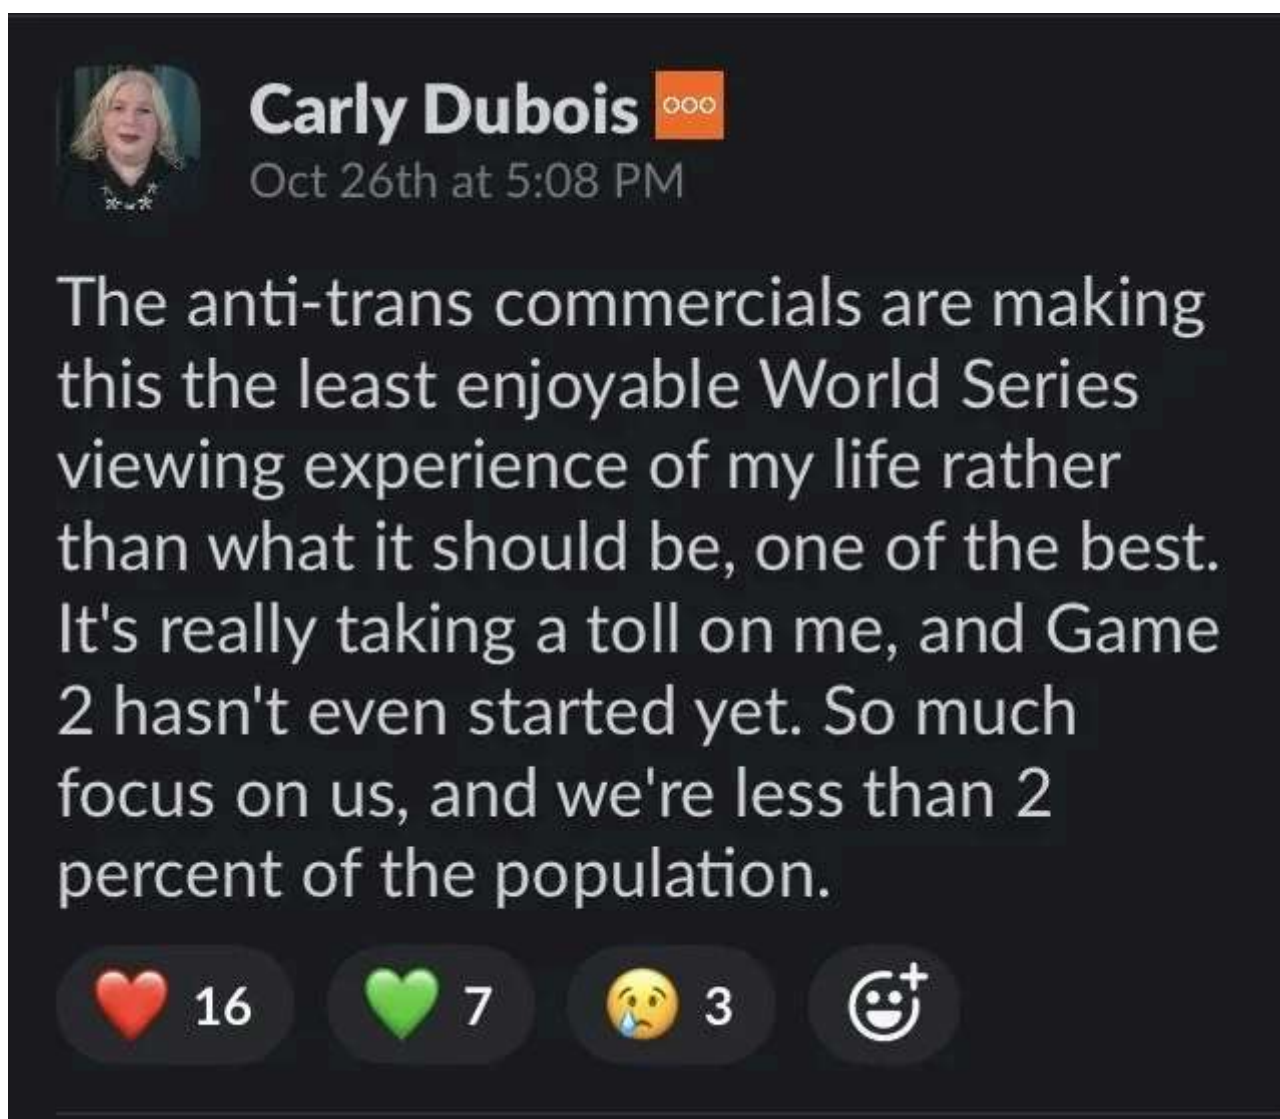 Carly Dubois
Oct 26th at 5:08 PM
The anti-trans commercials are making
this the least enjoyable World Series
viewing experience of my life rather
than what it should be, one of the best.
It's really taking a toll on me, and Game
2 hasn't even started yet. So much
focus on us, and we're less than 2
percent of the population.
16 7 3